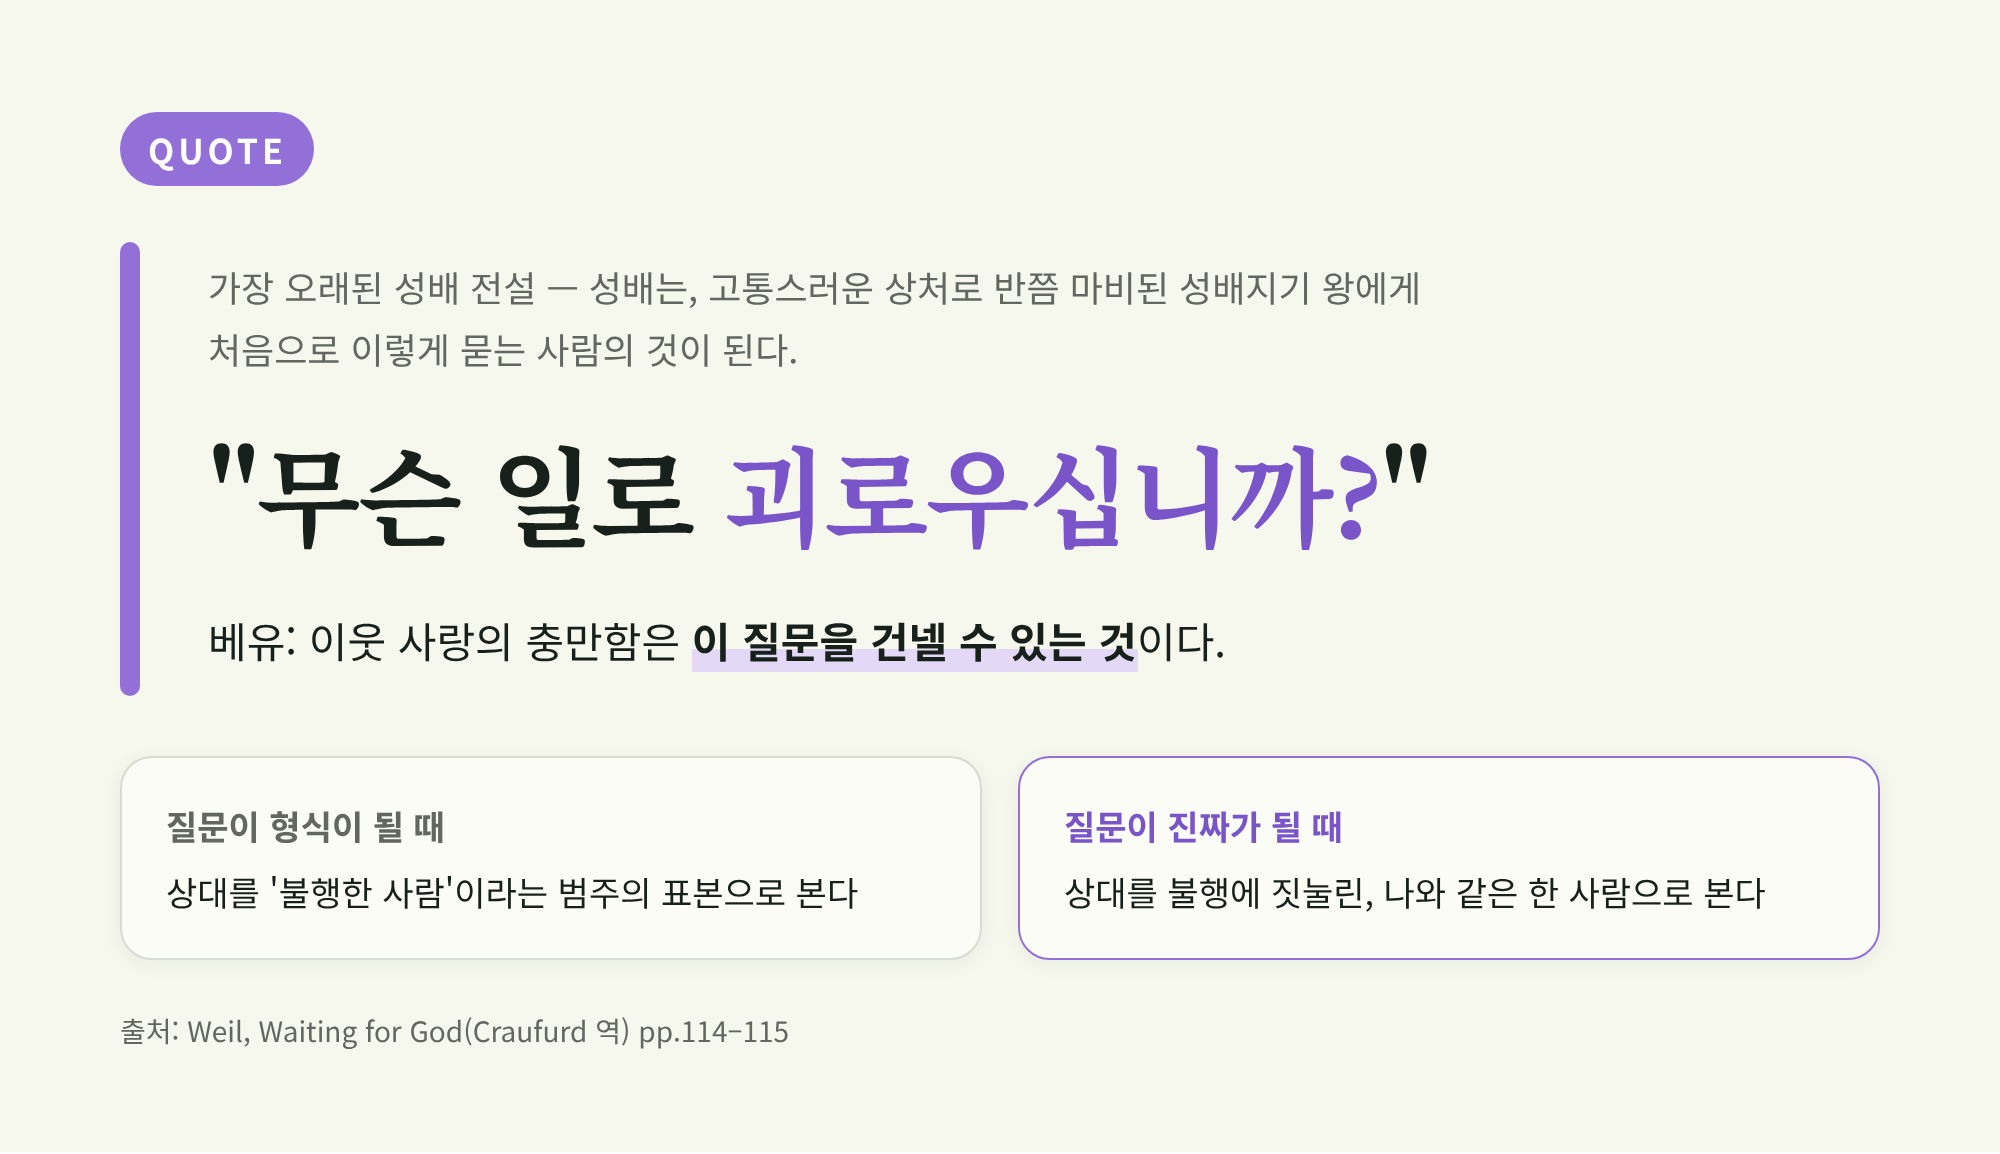 QUOTE
가장 오래된 성배 전설 — 성배는, 고통스러운 상처로 반쯤 마비된 성배지기 왕에게
처음으로 이렇게 묻는 사람의 것이 된다.
"무슨 일로 괴로우십니까?"
베유: 이웃 사랑의 충만함은 이 질문을 건넬 수 있는 것이다.
질문이 형식이 될 때
상대를 '불행한 사람'이라는 범주의 표본으로 본다
질문이 진짜가 될 때
상대를 불행에 짓눌린, 나와 같은 한 사람으로 본다
출처: Weil, Waiting for God(Craufurd 역) pp.114–115